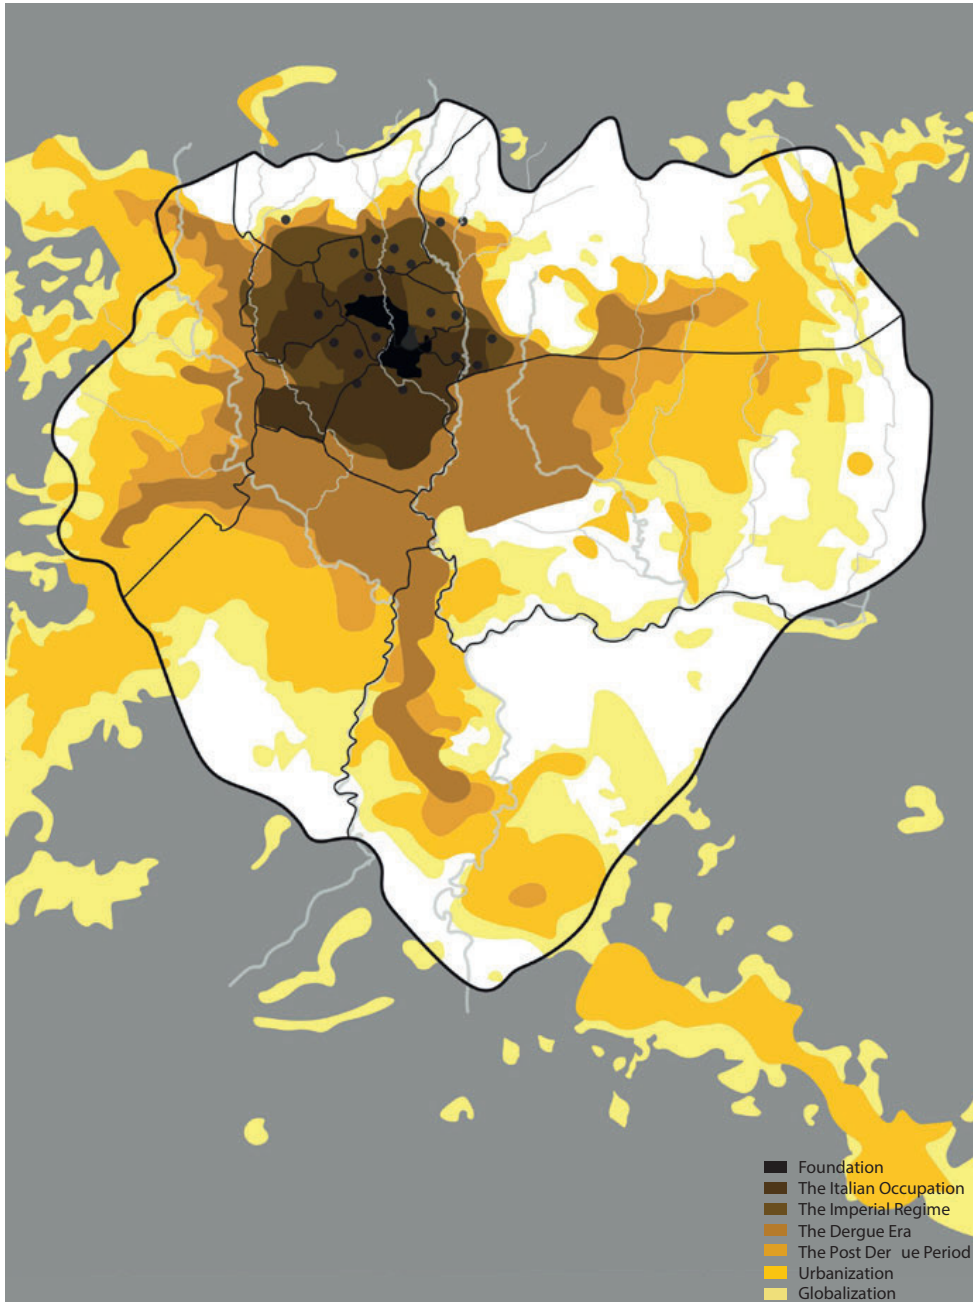 Foundation
The Italian Occupation
The Imperial Regime
The Dergue Era
The Post Der ue Period
Urbanization
Globalization